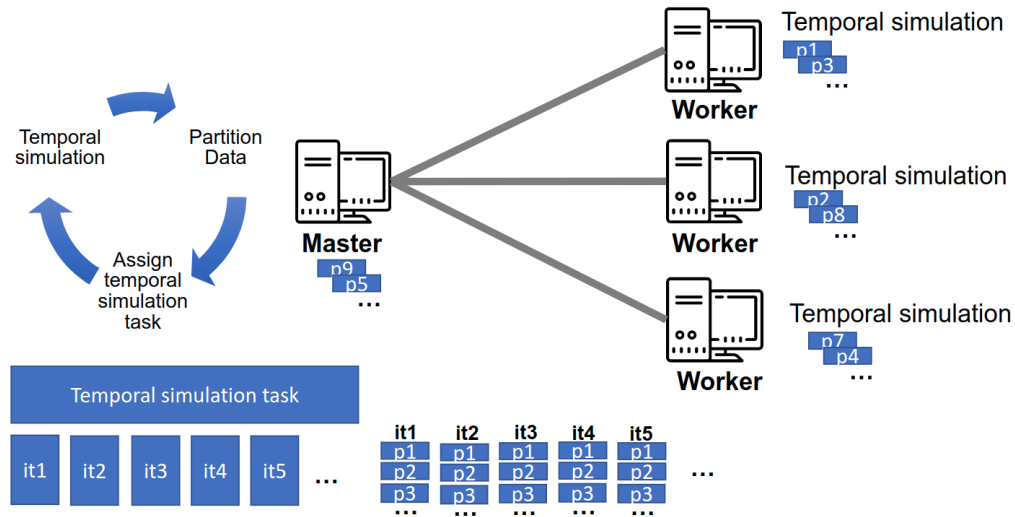 Temporal simulation
p1
p3
...
Worker
Temporal
simulation
Partition
Data
Assign
temporal
simulation
task
Master
p9
p5
...
Temporal simulation
p2
p8
...
Worker
Temporal simulation
p7
p4
...
Worker
Temporal simulation task
it1 it2 it3 it4 it5 ...
it1 it2 it3 it4 it5
p1 p1 p1 p1 p1
p2 p2 p2 p2 p2 ...
p3 p3 p3 p3 p3
... ... ... ... ...